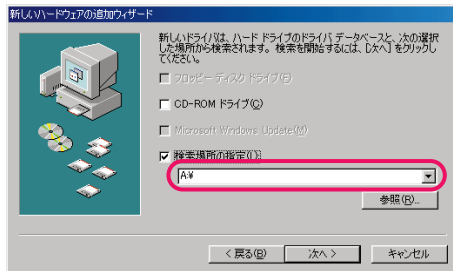 新しいハードウェアの追加ウィザード
新しいドライバは、ハード ドライブのドライバ データベースと、次の選択
した場所から検索されます。検索を開始するには、[次へ] をクリックし
てください。
フロッピー ディスク ドライブ(F)
CD-ROM ドライブ(C)
Microsoft Windows Update(M)
検索場所の指定(L):
A:¥
参照(R)...
< 戻る(B)
次へ >
キャンセル